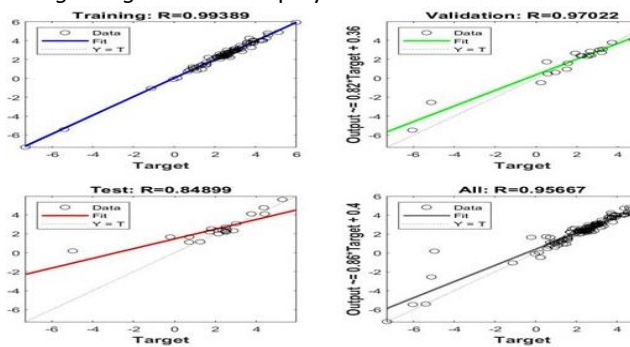 Training: R=0.99389
Data
Fit
Y = T
6
4
2
0
-2
-4
-6
-6 -4 -2 0 2 4 6
Target
Validation: R=0.97022
Output ~= 0.82*Target + 0.36
Data
Fit
Y = T
6
4
2
0
-2
-4
-6
-6 -4 -2 0 2 4
Target
Test: R=0.84899
Data
Fit
Y = T
4
2
0
-2
-4
-6
-6 -4 -2 0 2 4
Target
All: R=0.95667
Output ~= 0.86*Target + 0.4
Data
Fit
Y = T
4
2
0
-2
-4
-6
-6 -4 -2 0 2 4
Target